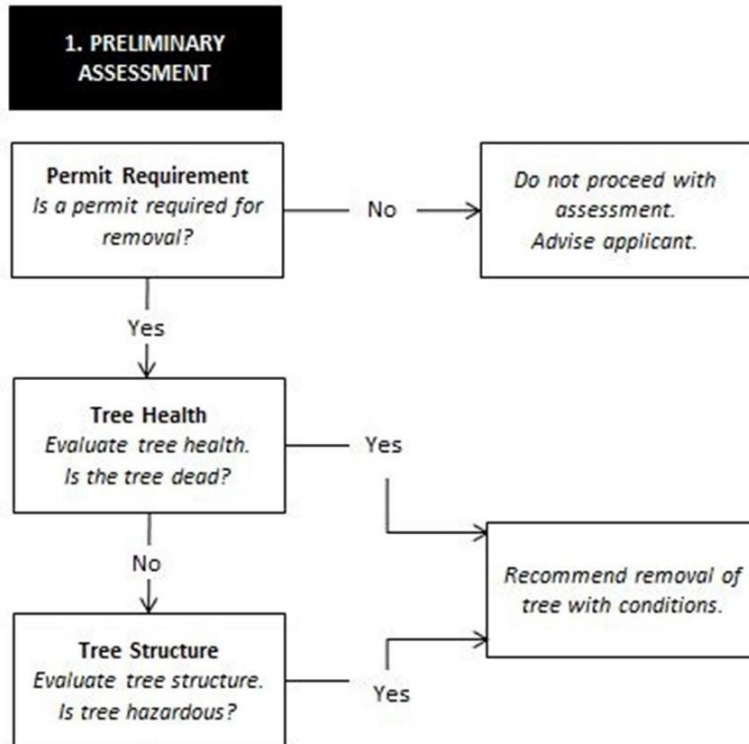 1. PRELIMINARY
ASSESSMENT
Permit Requirement
Is a permit required for
removal?
No
Do not proceed with
assessment.
Advise applicant.
Yes
Tree Health
Evaluate tree health.
Is the tree dead?
Yes
No
Recommend removal of
tree with conditions.
Tree Structure
Evaluate tree structure.
Is tree hazardous?
Yes